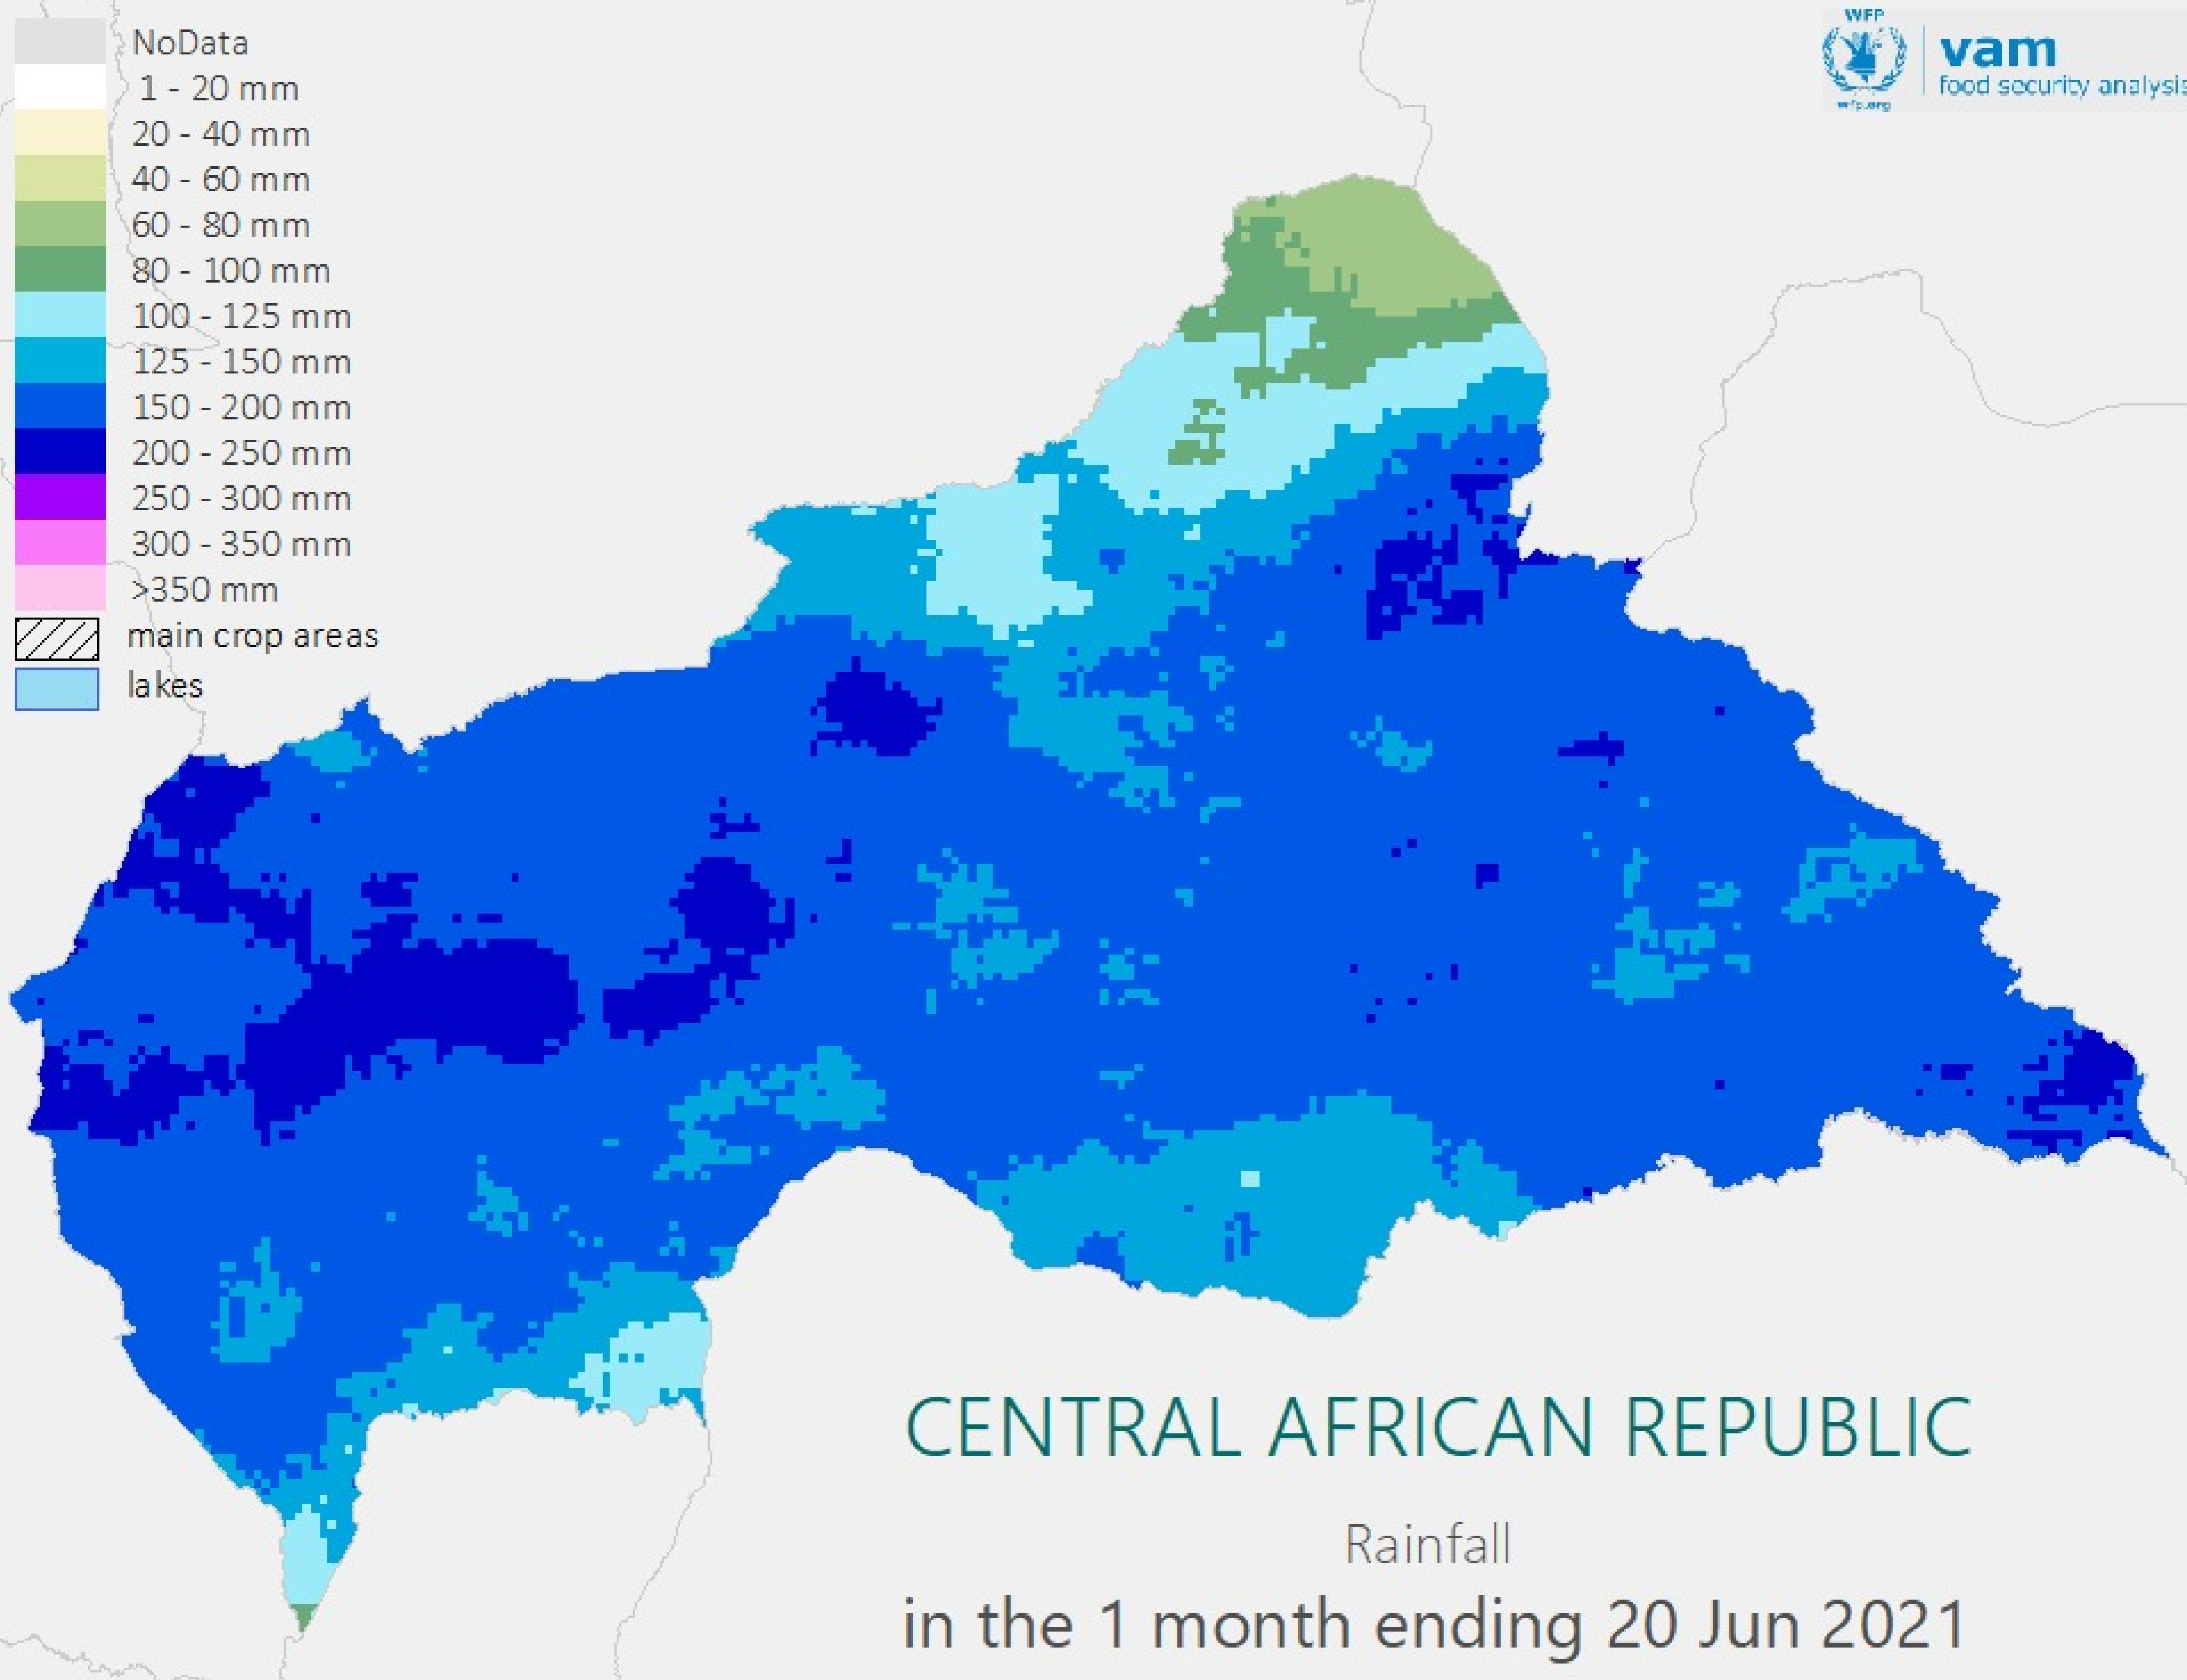 NoData
1 - 20 mm
20 - 40 mm
40 - 60 mm
60 - 80 mm
80 - 100 mm
100 - 125 mm
125 - 150 mm
150 - 200 mm
200 - 250 mm
250 - 300 mm
300 - 350 mm
>350 mm
main crop areas
lakes
WFP
wfp.org
vam
food security analysis
CENTRAL AFRICAN REPUBLIC
Rainfall
in the 1 month ending 20 Jun 2021